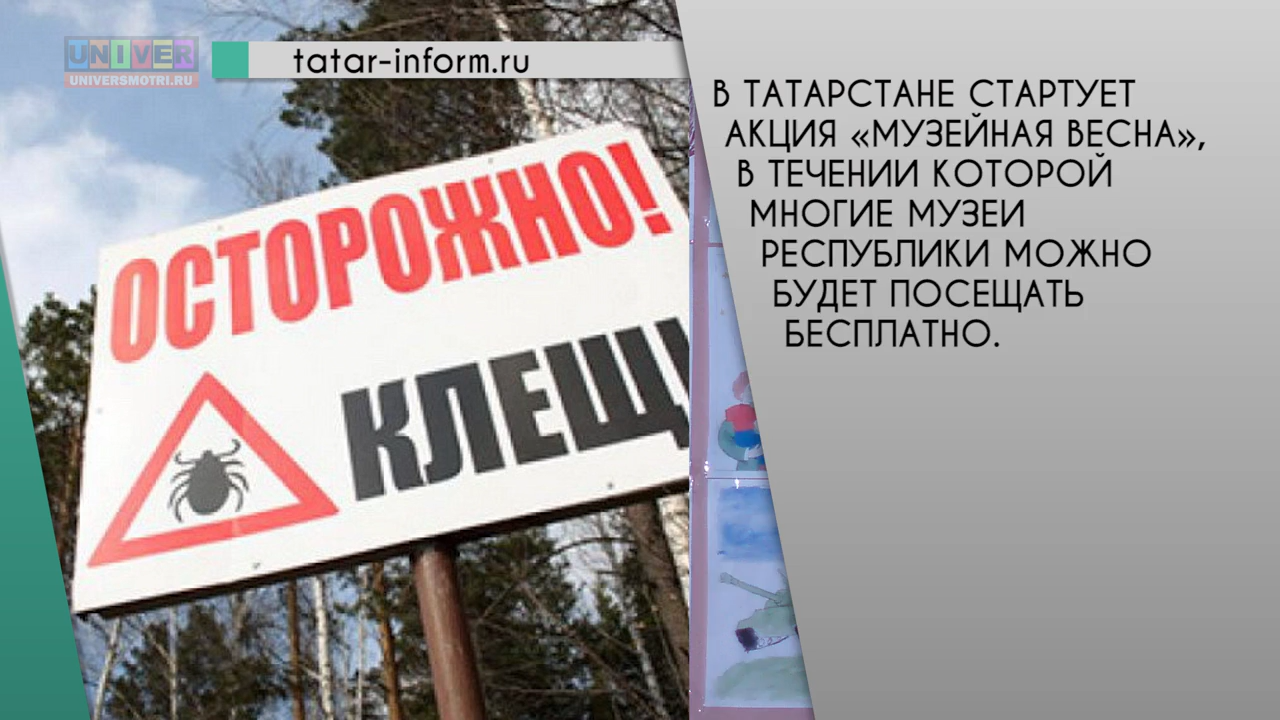 UNIVER
UNIVERSMOTRI.RU
tatar-inform.ru
ОСТОРОЖНО!
В ТАТАРСТАНЕ СТАРТУЕТ
АКЦИЯ «МУЗЕЙНАЯ ВЕСНА»,
В ТЕЧЕНИИ КОТОРОЙ
МНОГИЕ МУЗЕИ
РЕСПУБЛИКИ МОЖНО
БУДЕТ ПОСЕЩАТЬ
БЕСПЛАТНО.